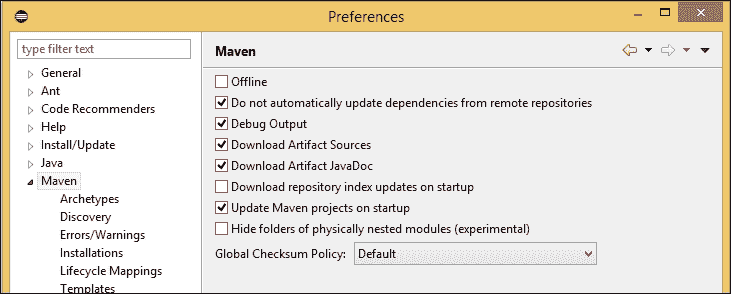 Preferences
type filter text
General
Ant
Code Recommenders
Help
Install/Update
Java
Maven
Archetypes
Discovery
Errors/Warnings
Installations
Lifecycle Mappings
Templates
Maven
Offline
Do not automatically update dependencies from remote repositories
Debug Output
Download Artifact Sources
Download Artifact JavaDoc
Download repository index updates on startup
Update Maven projects on startup
Hide folders of physically nested modules (experimental)
Global Checksum Policy: Default